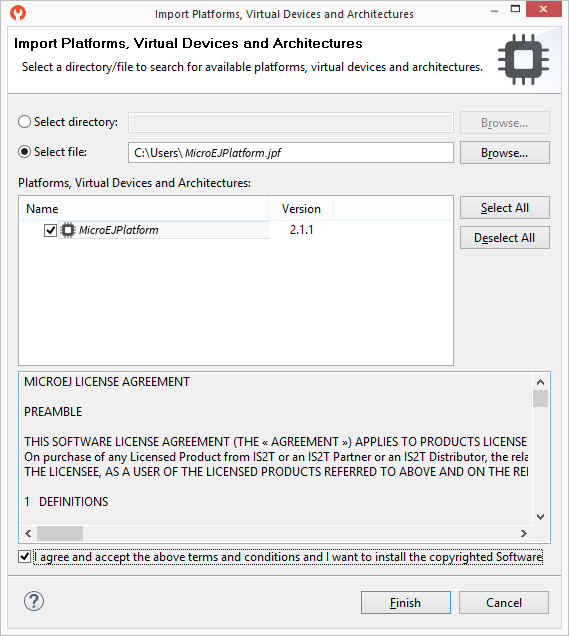 Import Platforms, Virtual Devices and Architectures
Import Platforms, Virtual Devices and Architectures
Select a directory/file to search for available platforms, virtual devices and architectures.
Select directory:
Browse...
Select file:
C:\Users\ MicroEJPlatform.jpf
Browse...
Platforms, Virtual Devices and Architectures:
Name Version
MicroEJPlatform 2.1.1
Select All
Deselect All
MICROEJ LICENSE AGREEMENT
PREAMBLE
THIS SOFTWARE LICENSE AGREEMENT (THE « AGREEMENT ») APPLIES TO PRODUCTS LICENSE
On purchase of any Licensed Product from IS2T or an IS2T Partner or an IS2T Distributor, the rela
THE LICENSEE, AS A USER OF THE LICENSED PRODUCTS REFERRED TO ABOVE AND ON THE REI
1 DEFINITIONS
I agree and accept the above terms and conditions and I want to install the copyrighted Software
?
Finish
Cancel